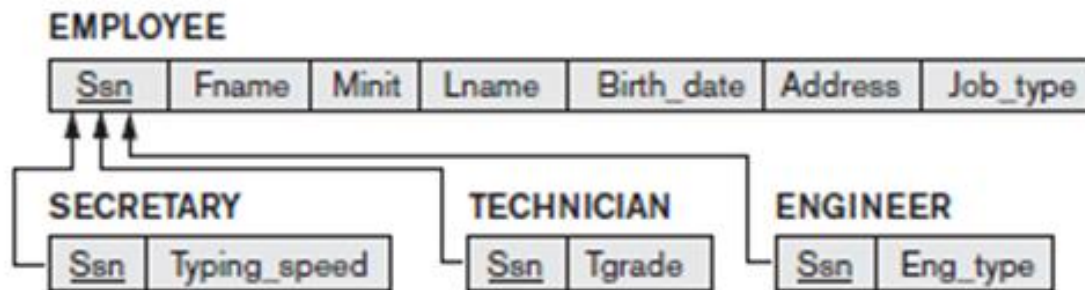 EMPLOYEE
Ssn Fname Minit Lname Birth_date Address Job_type
SECRETARY TECHNICIAN ENGINEER
Ssn Typing_speed Ssn Tgrade Ssn Eng_type